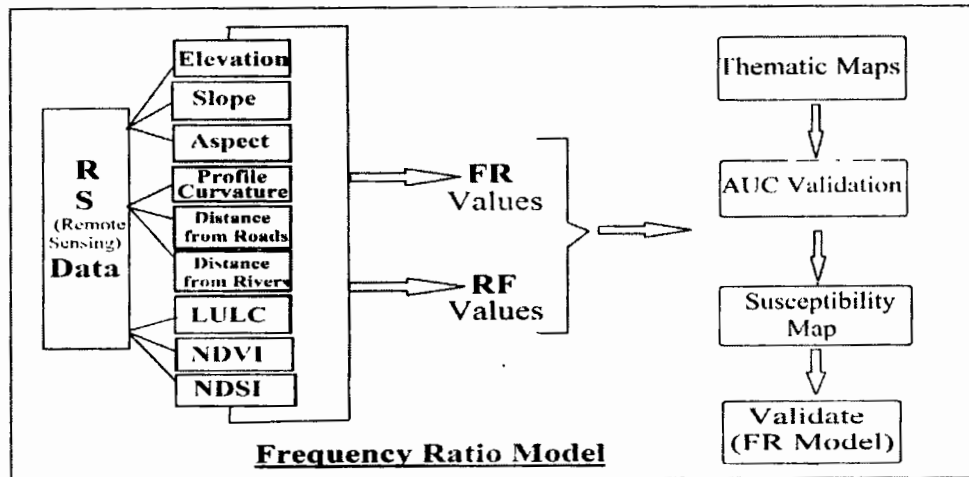 Elevation
Slope
Aspect
Profile
Curvature
Distance
from Roads
Distance
from Rivers
LULC
NDVI
NDSI
R
S
(Remote
Sensing)
Data
FR
Values
RF
Values
Thematic Maps
AUC Validation
Susceptibility
Map
Validate
(FR Model)
Frequency Ratio Model